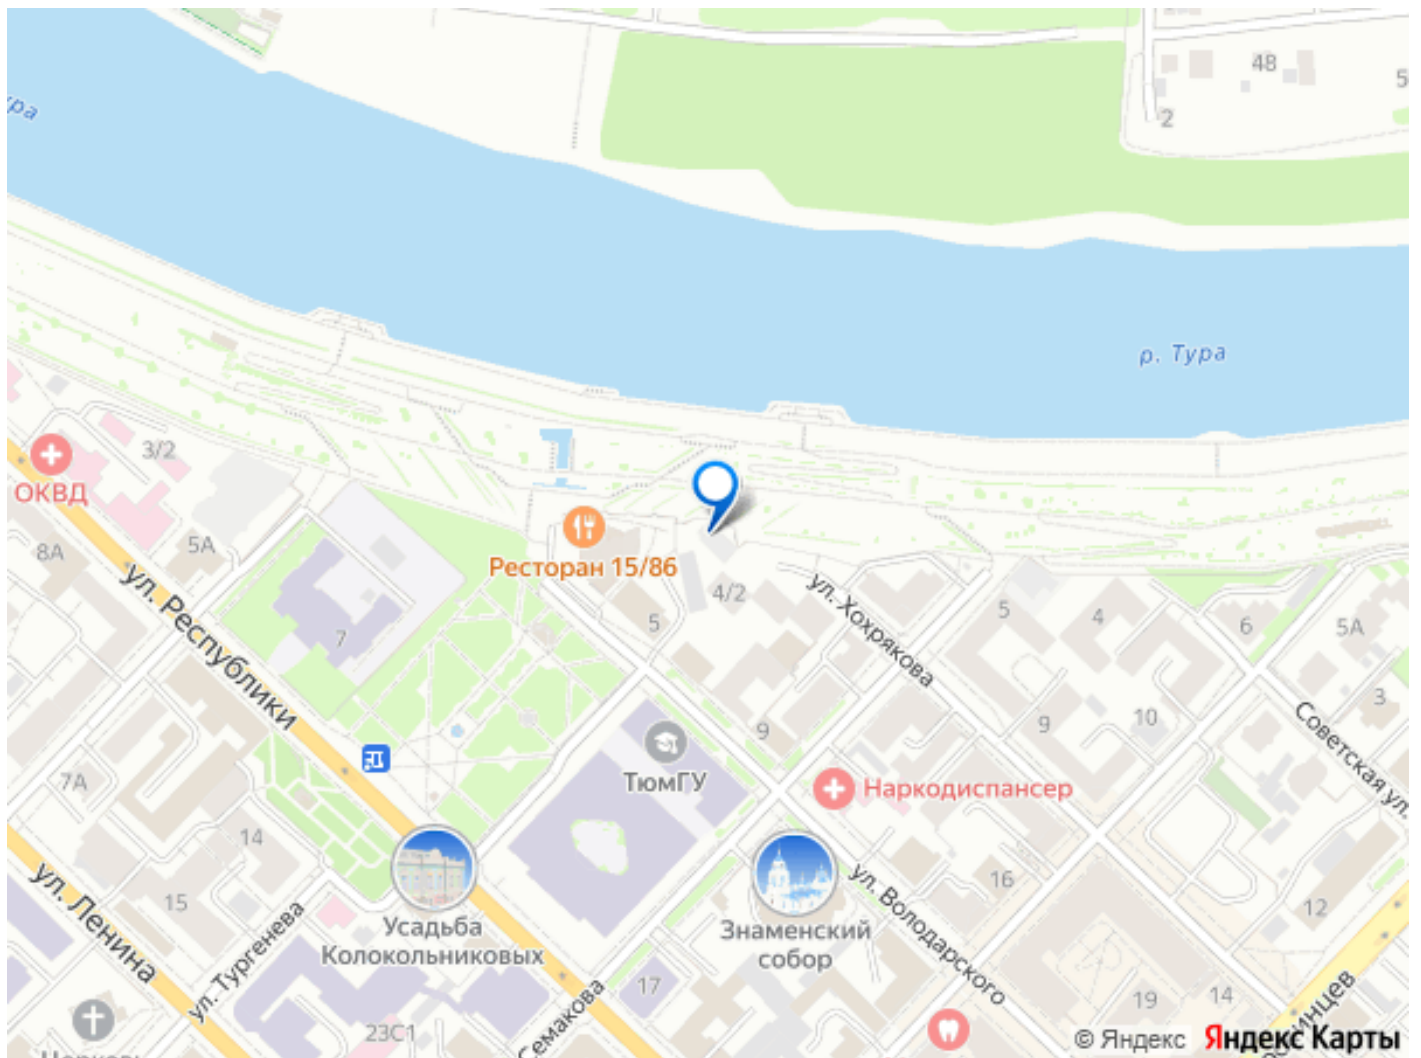 48
5
2
р. Тура
3/2
ОКВД
5А
8А
Ресторан 15/86
4/2
5
7
ул. Республики
ул. Хохрякова
5
4
6
5А
3
9
9
10
Советская ул.
ТюмГУ
Наркодиспансер
7А
14
15
16
12
ул. Ленина
ул. Тургенева
Усадьба
Колокольниковых
Знаменский
собор
ул. Володарского
17
19
14
23С1
Семакова
© Яндекс Яндекс Карты